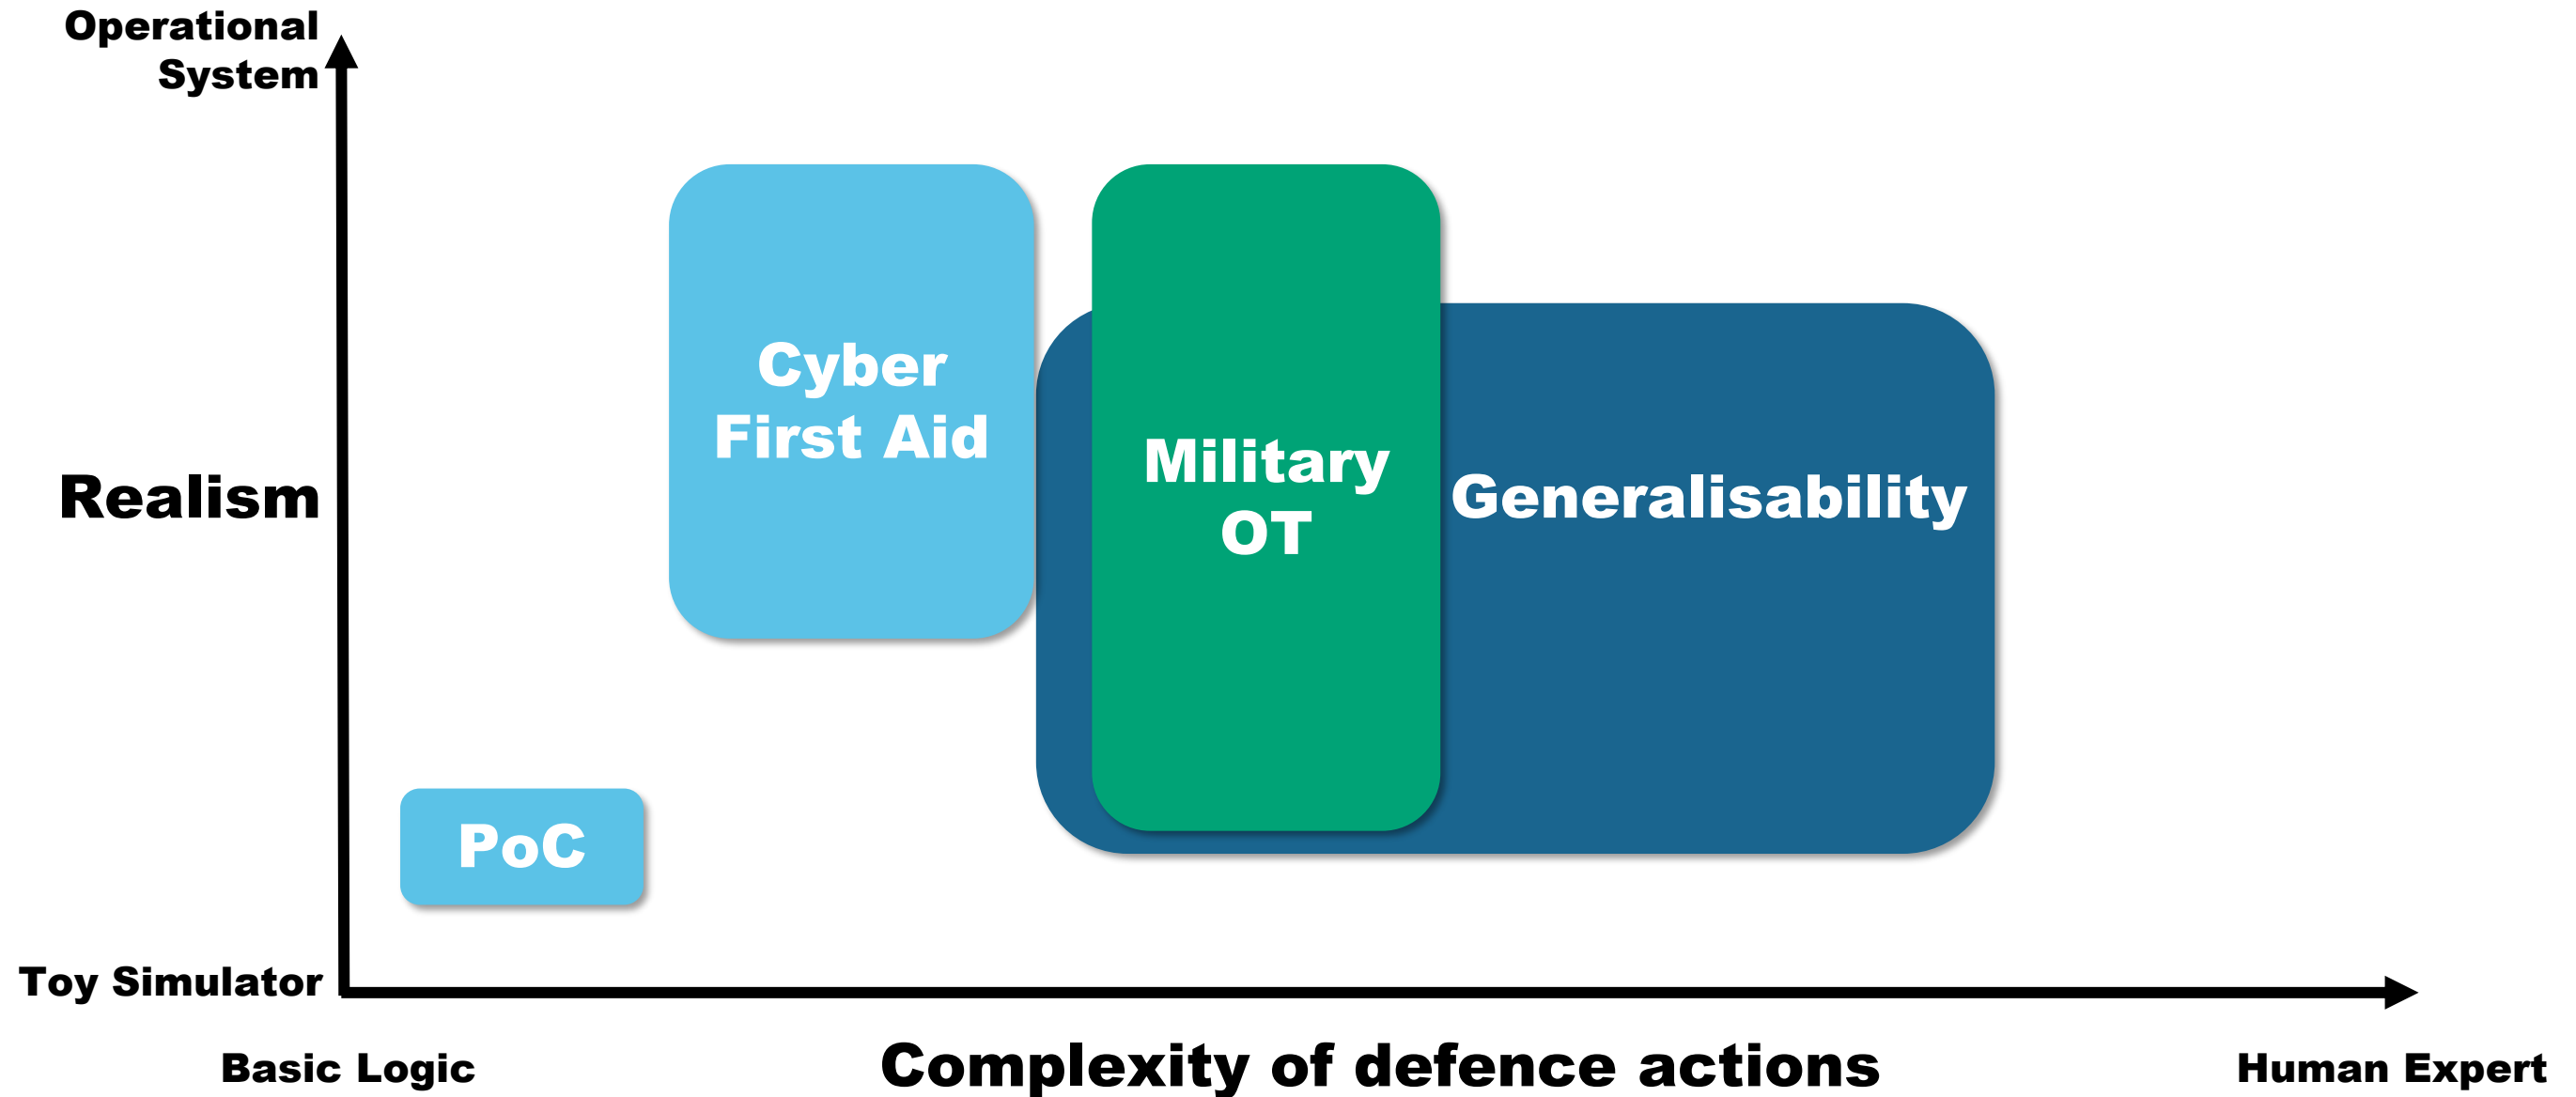 Operational
System
Cyber
First Aid
Military
OT
Realism
Generalisability
PoC
Toy Simulator
Basic Logic
Complexity of defence actions
Human Expert